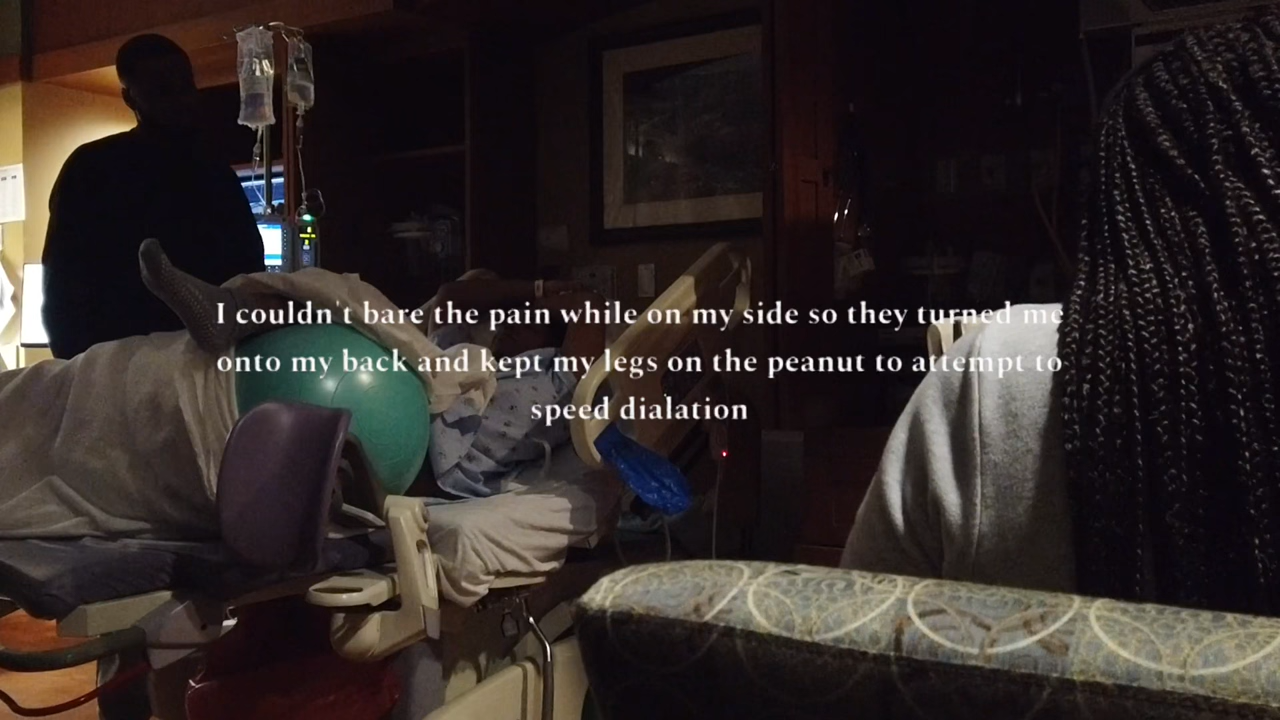 I couldn't bare the pain while on my side so they turned me
onto my back and kept my legs on the peanut to attempt to
speed dialation